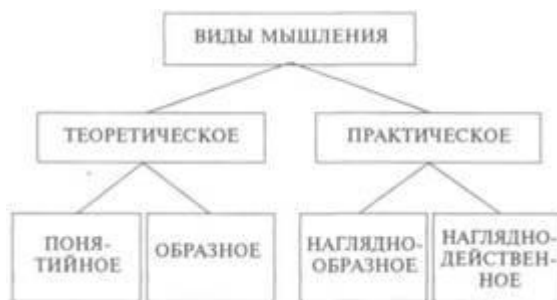 ВИДЫ МЫШЛЕНИЯ
ТЕОРЕТИЧЕСКОЕ
ПРАКТИЧЕСКОЕ
ПОНЯ-
ТИЙНОЕ
ОБРАЗНОЕ
НАГЛЯДНО-
ОБРАЗНОЕ
НАГЛЯДНО-
ДЕЙСТВЕН-
НОЕ